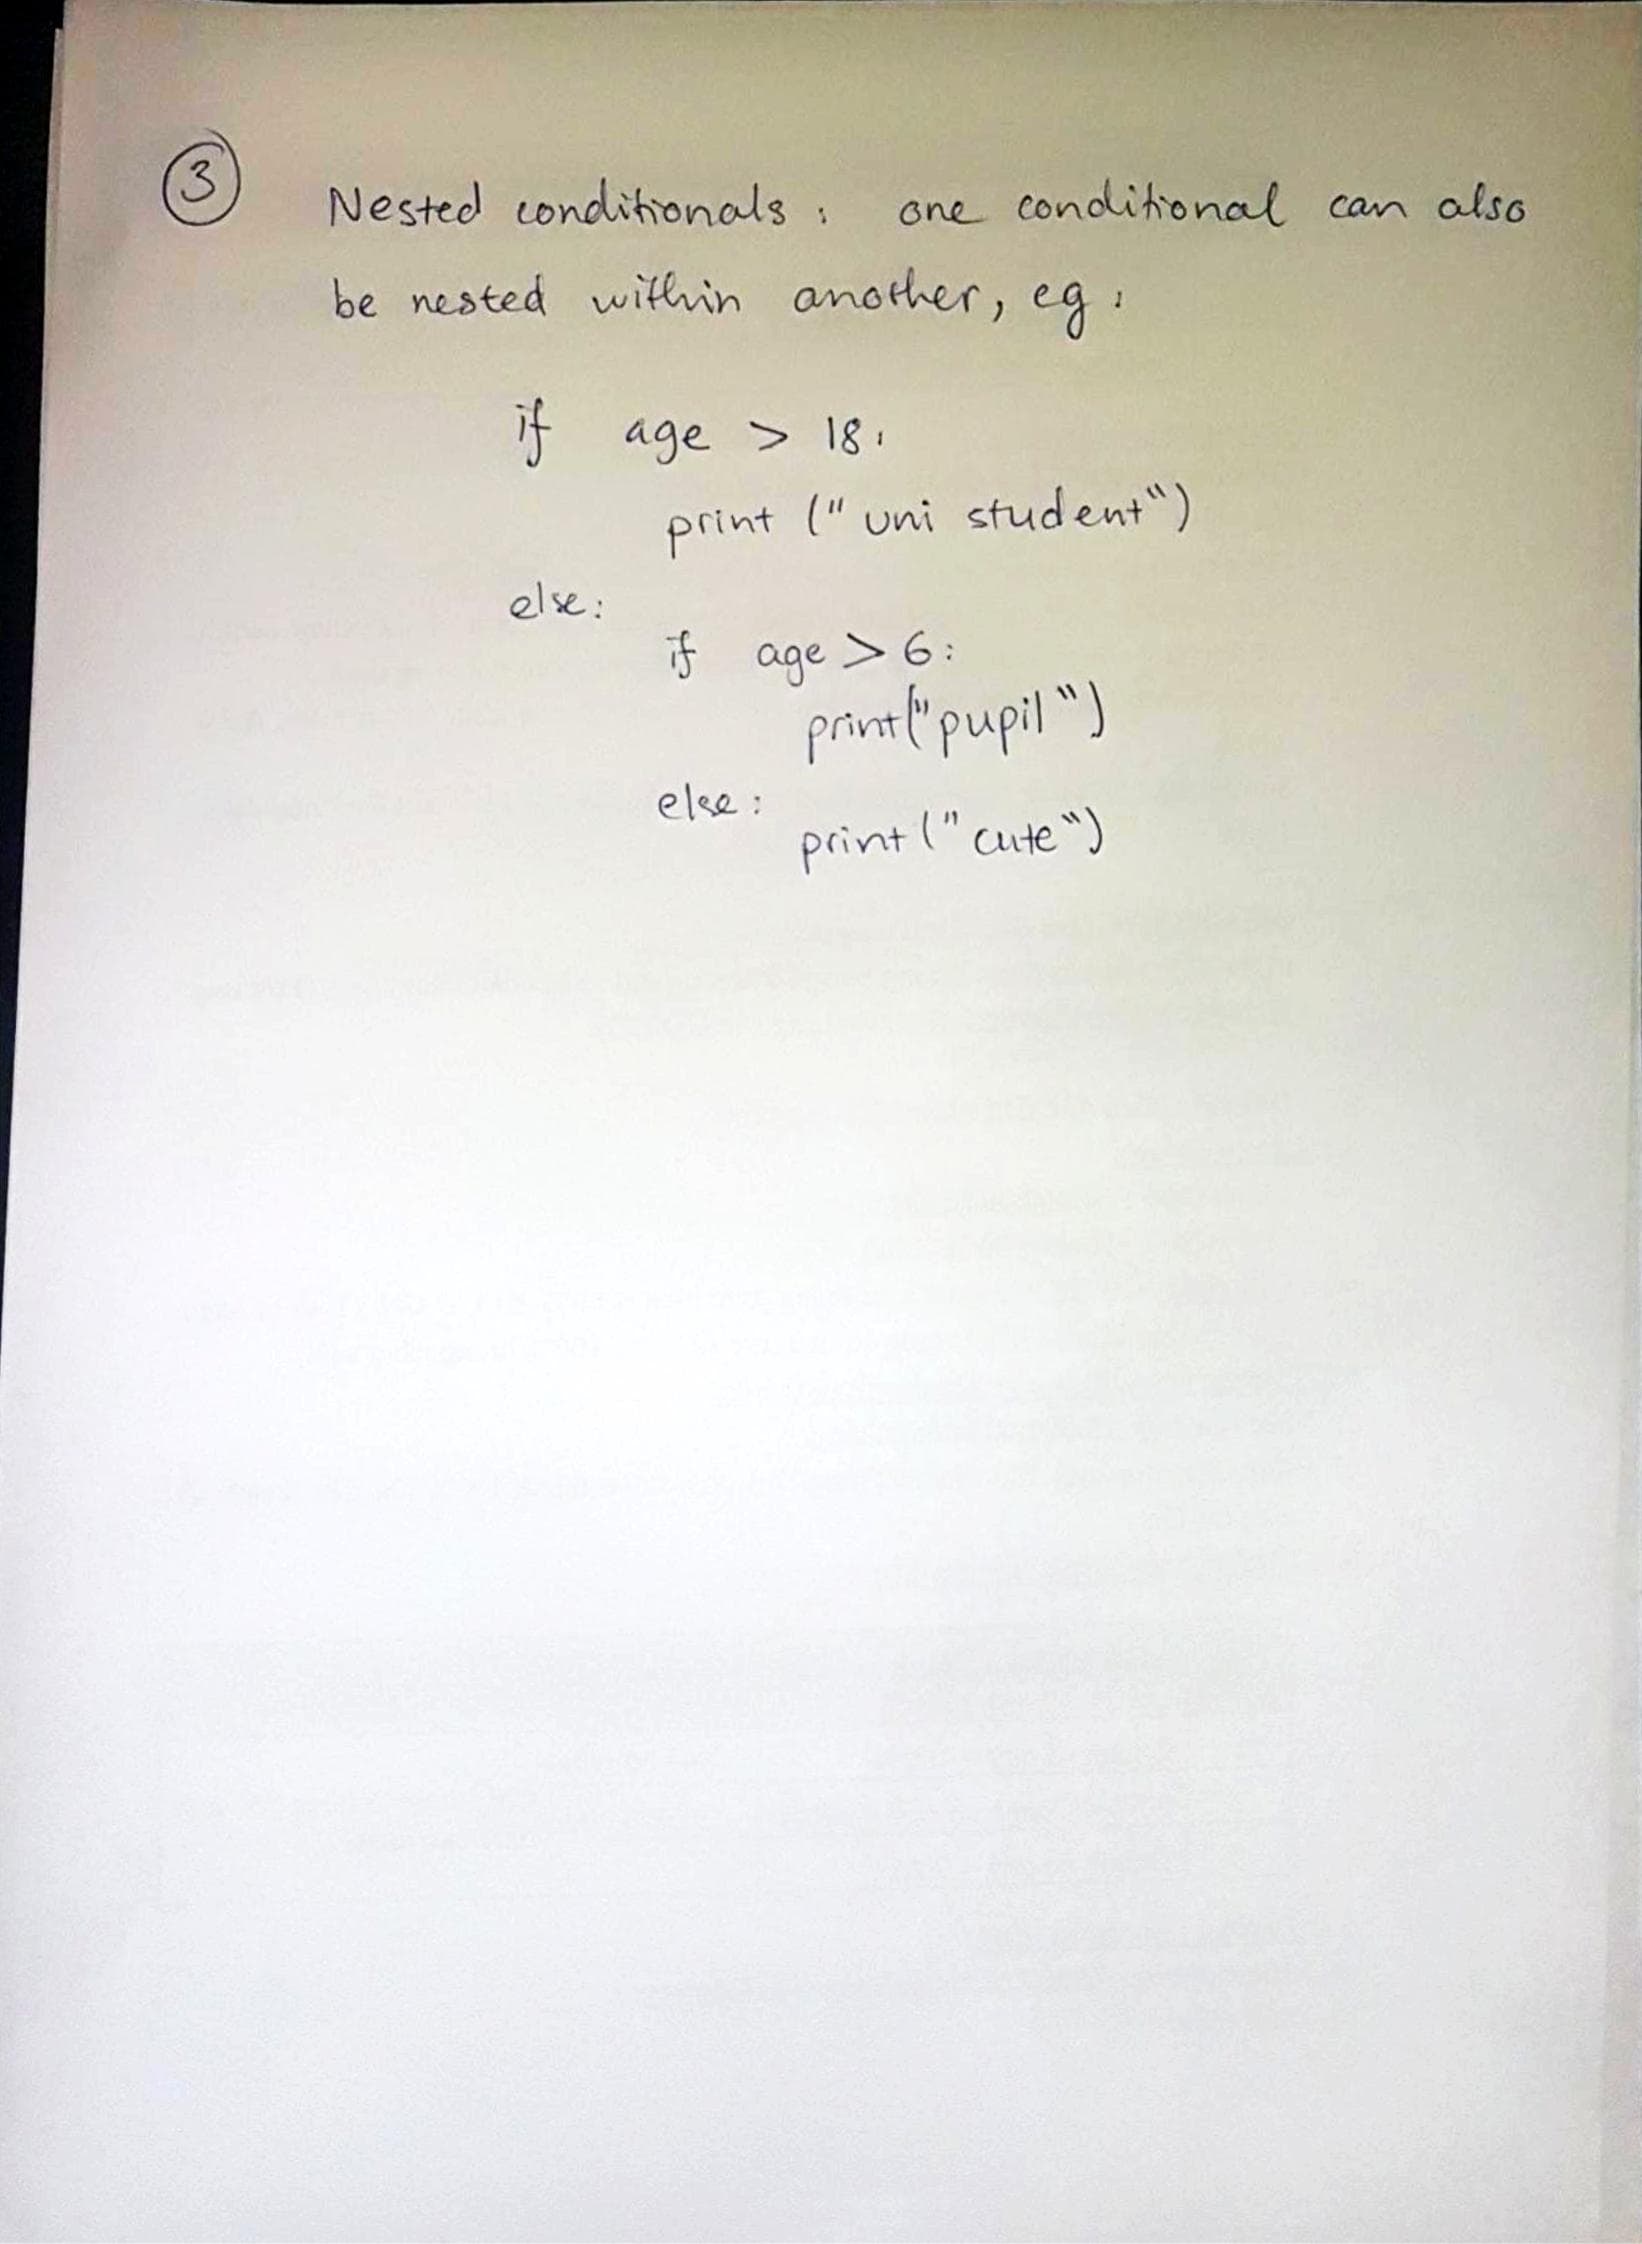 3 Nested conditionals : one conditional can also
be nested within another, eg :
if age > 18 :
print (" uni student")
else:
if age > 6 :
print("pupil")
else :
print (" cute")